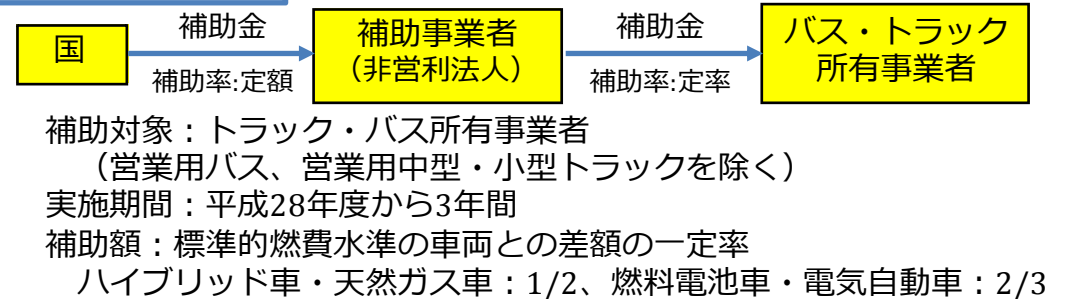 国
補助金
補助率:定額
補助事業者
（非営利法人）
補助金
補助率:定率
バス・トラック
所有事業者
補助対象：トラック・バス所有事業者
（営業用バス、営業用中型・小型トラックを除く）
実施期間：平成28年度から3年間
補助額：標準的燃費水準の車両との差額の一定率
ハイブリッド車・天然ガス車：1/2、燃料電池車・電気自動車：2/3